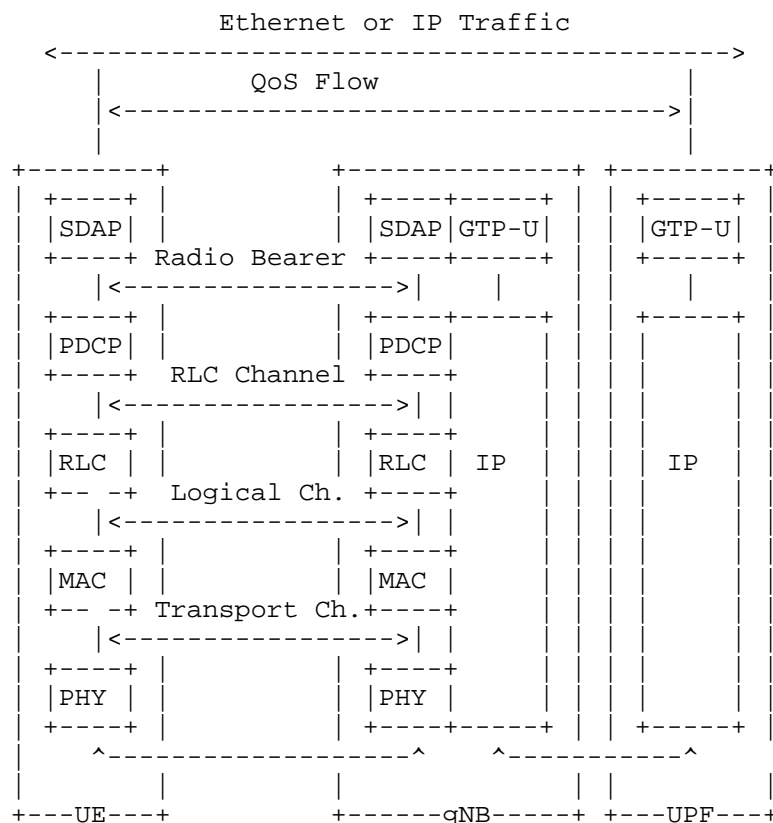 Ethernet or IP Traffic
QoS Flow
SDAP SDAP GTP-U GTP-U
Radio Bearer
PDCP PDCP
RLC Channel
RLC RLC IP IP
Logical Ch.
MAC MAC
Transport Ch.
PHY PHY
UE gNB UPF